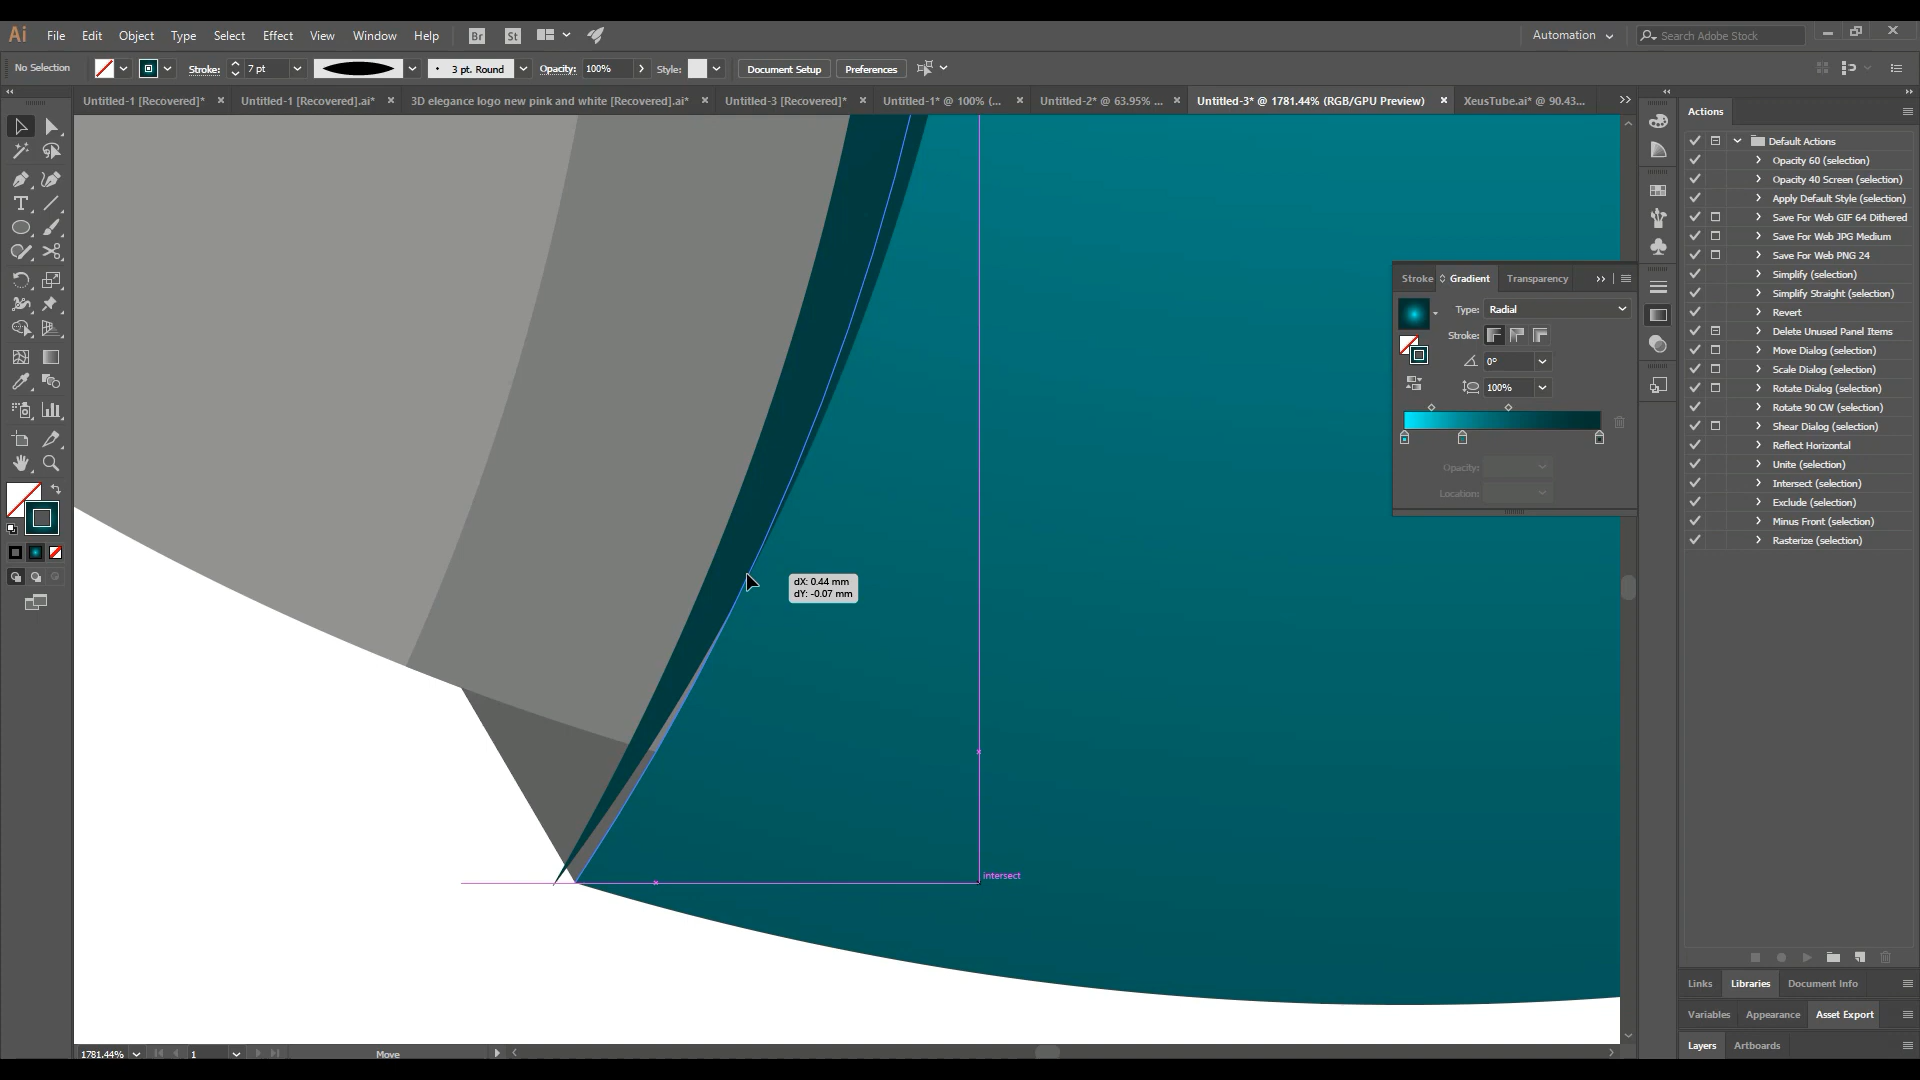 Ai File Edit Object Type Select Effect View Window Help Br St Automation Search Adobe Stock
No Selection Stroke: 7 pt 3 pt. Round Opacity: 100% Style: Document Setup Preferences
Untitled-1 [Recovered]* Untitled-1 [Recovered].ai* 3D elegance logo new pink and white [Recovered].ai* Untitled-3 [Recovered]* Untitled-1* @ 100% (... Untitled-2* @ 63.95% ... Untitled-3* @ 1781.44% (RGB/GPU Preview) XeusTube.ai* @ 90.43...
Actions
Default Actions
Opacity 60 (selection)
Opacity 40 Screen (selection)
Apply Default Style (selection)
Save For Web GIF 64 Dithered
Save For Web JPG Medium
Save For Web PNG 24
Simplify (selection)
Simplify Straight (selection)
Revert
Delete Unused Panel Items
Move Dialog (selection)
Scale Dialog (selection)
Rotate Dialog (selection)
Rotate 90 CW (selection)
Shear Dialog (selection)
Reflect Horizontal
Unite (selection)
Intersect (selection)
Exclude (selection)
Minus Front (selection)
Rasterize (selection)
Stroke Gradient Transparency
Type: Radial
Stroke:
0°
100%
Opacity:
Location:
dX: 0.44 mm
dY: -0.07 mm
intersect
Links Libraries Document Info
Variables Appearance Asset Export
Layers Artboards
1781.44% 1 Move